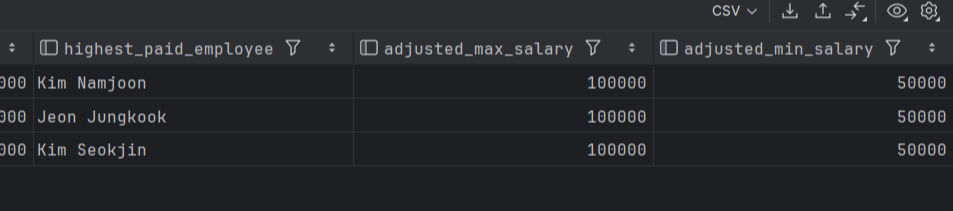 CSV
highest_paid_employee adjusted_max_salary adjusted_min_salary
000 Kim Namjoon 100000 50000
000 Jeon Jungkook 100000 50000
000 Kim Seokjin 100000 50000